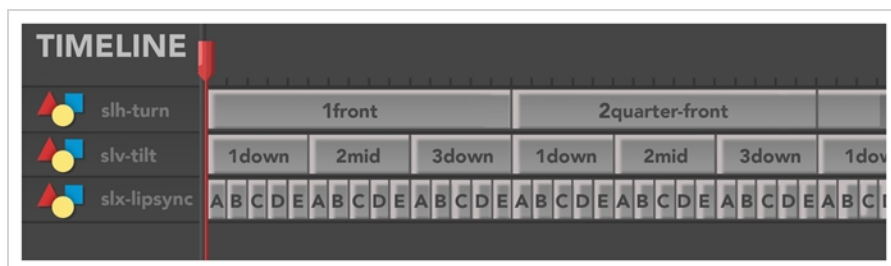 TIMELINE
slh-turn 1front 2quarter-front
slv-tilt 1down 2mid 3down 1down 2mid 3down
slx-lipsync A B C D E A B C D E A B C D E A B C D E A B C D E A B C D E A B C